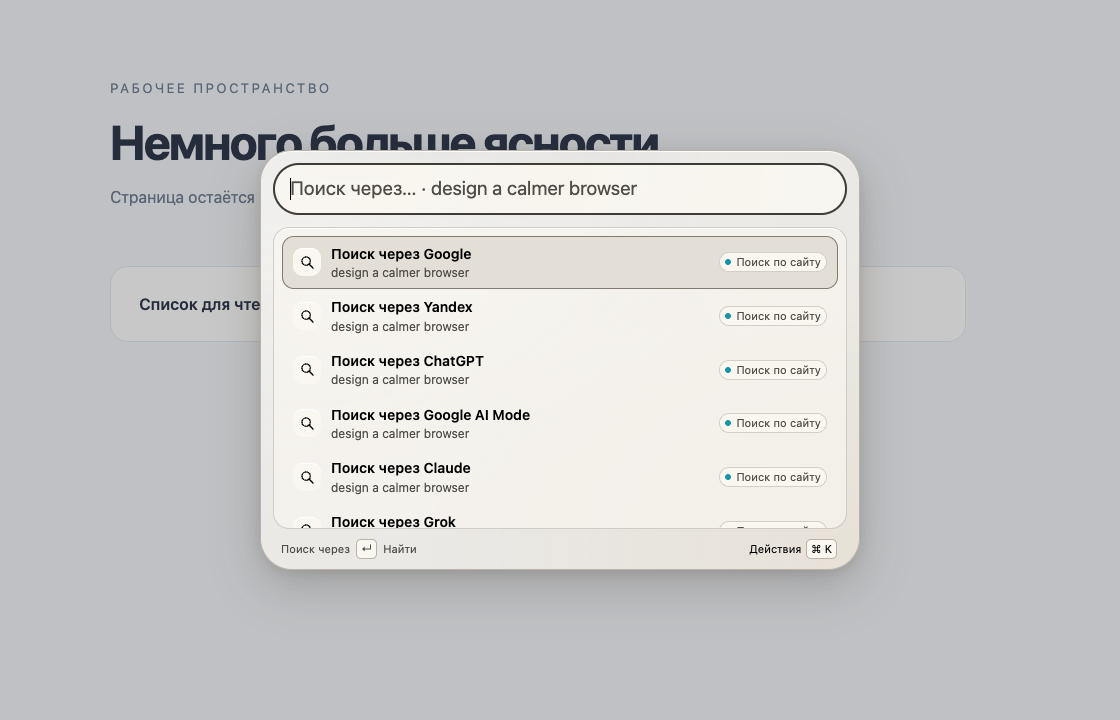 РАБОЧЕЕ ПРОСТРАНСТВО
Немного больше ясности
Страница остаётся
Поиск через... · design a calmer browser
Список для чте
Поиск через Google
design a calmer browser
Поиск по сайту
Поиск через Yandex
design a calmer browser
Поиск по сайту
Поиск через ChatGPT
design a calmer browser
Поиск по сайту
Поиск через Google AI Mode
design a calmer browser
Поиск по сайту
Поиск через Claude
design a calmer browser
Поиск по сайту
Поиск через Grok
Поиск через ↵ Найти
Действия ⌘ K